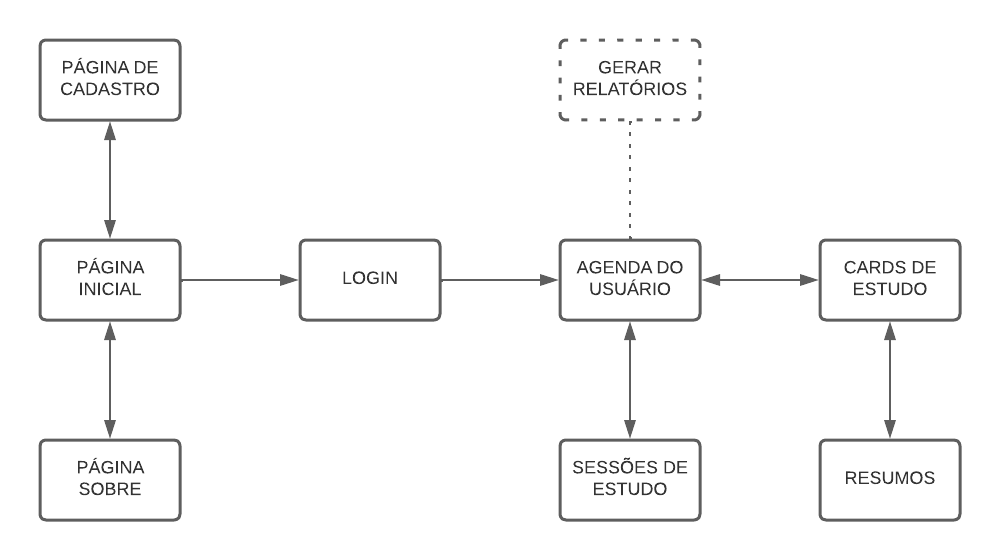 PÁGINA DE
CADASTRO
GERAR
RELATÓRIOS
PÁGINA
INICIAL
LOGIN
AGENDA DO
USUÁRIO
CARDS DE
ESTUDO
PÁGINA
SOBRE
SESSÕES DE
ESTUDO
RESUMOS